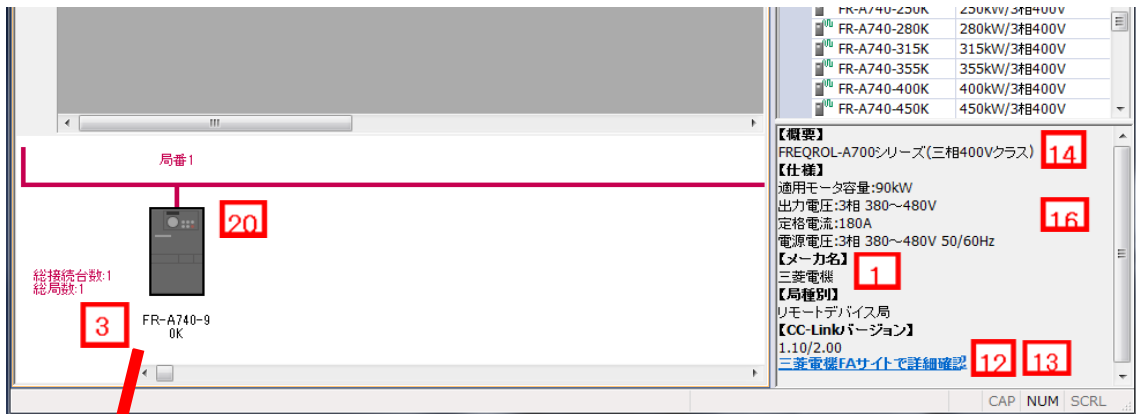 FR-A740-250K 250kW/3相400V
FR-A740-280K 280kW/3相400V
FR-A740-315K 315kW/3相400V
FR-A740-355K 355kW/3相400V
FR-A740-400K 400kW/3相400V
FR-A740-450K 450kW/3相400V
局番1
20
総接続台数:1
総局数:1
3
FR-A740-9
0K
【概要】
FREQROL-A700シリーズ(三相400Vクラス)
14
【仕様】
適用モータ容量:90kW
出力電圧:3相 380～480V
16
定格電流:180A
電源電圧:3相 380～480V 50/60Hz
【メーカ名】
1
三菱電機
【局種別】
リモートデバイス局
【CC-Linkバージョン】
1.10/2.00
三菱電機FAサイトで詳細確認
12
13
CAP NUM SCRL